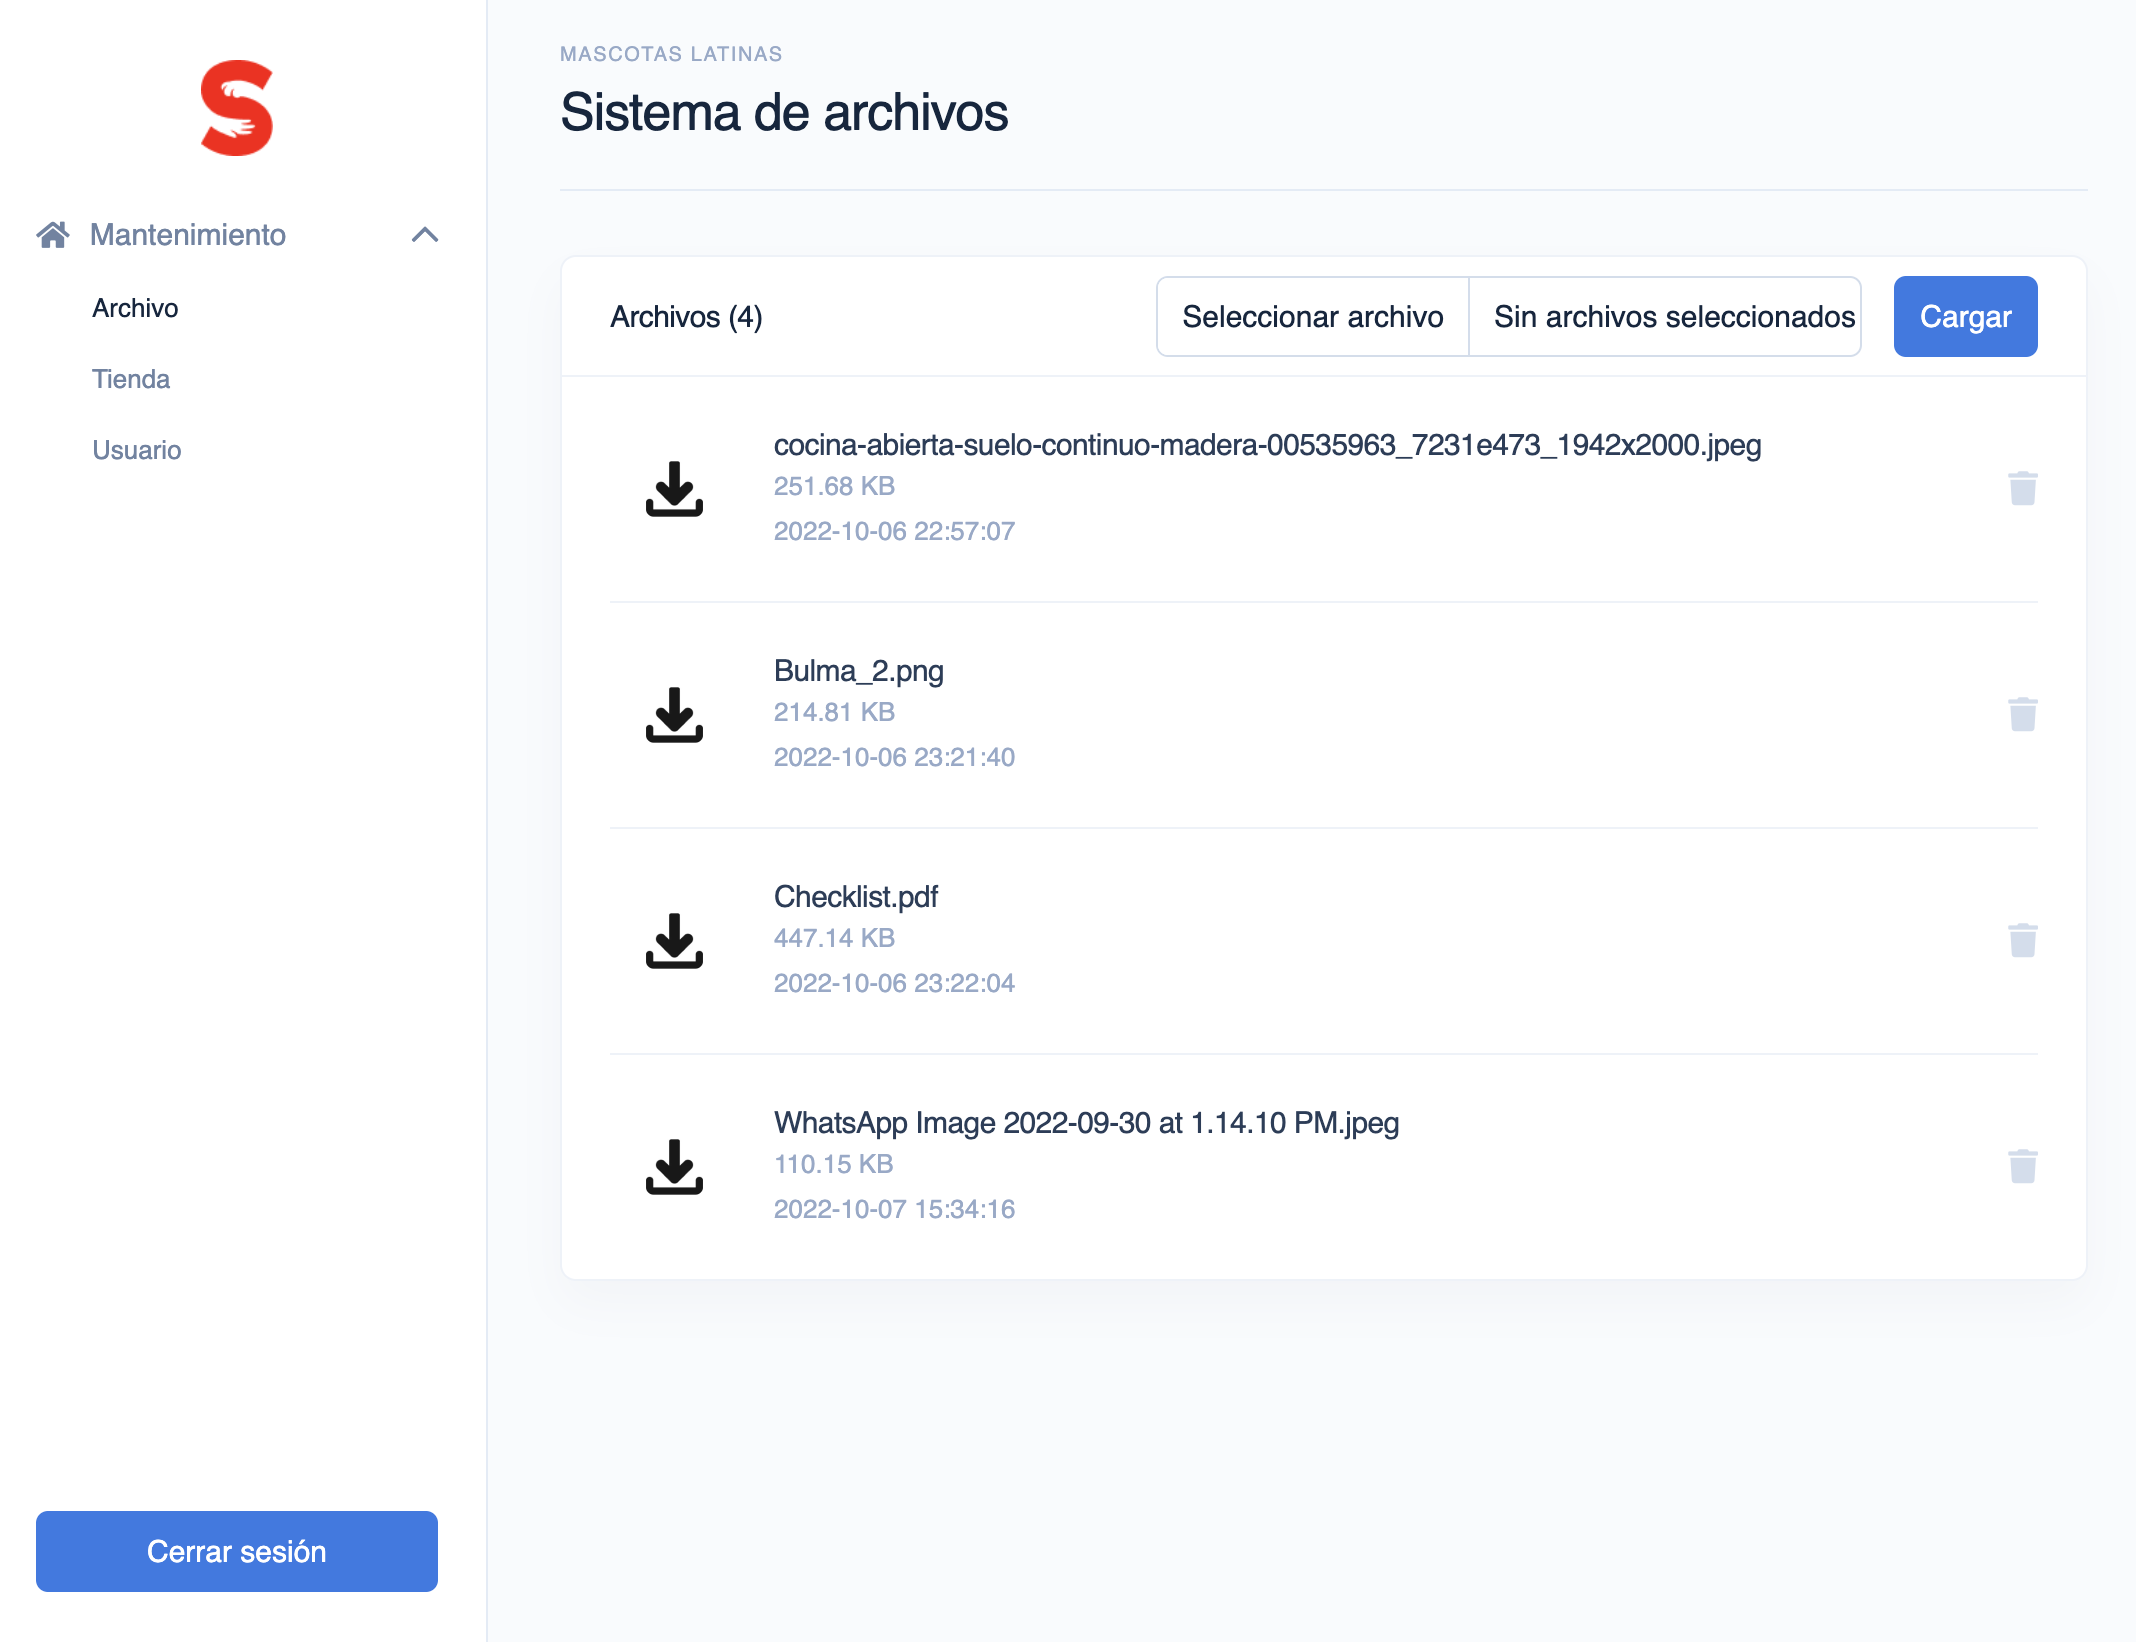 S
Mantenimiento
Archivo
Tienda
Usuario
Cerrar sesión
MASCOTAS LATINAS
Sistema de archivos
Archivos (4)
Seleccionar archivo
Sin archivos seleccionados
Cargar
cocina-abierta-suelo-continuo-madera-00535963_7231e473_1942x2000.jpeg
251.68 KB
2022-10-06 22:57:07
Bulma_2.png
214.81 KB
2022-10-06 23:21:40
Checklist.pdf
447.14 KB
2022-10-06 23:22:04
WhatsApp Image 2022-09-30 at 1.14.10 PM.jpeg
110.15 KB
2022-10-07 15:34:16